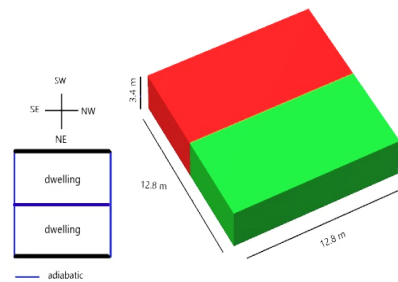 SW
SE
NW
NE
dwelling
dwelling
adiabatic
3.4 m
12.8 m
12.8 m